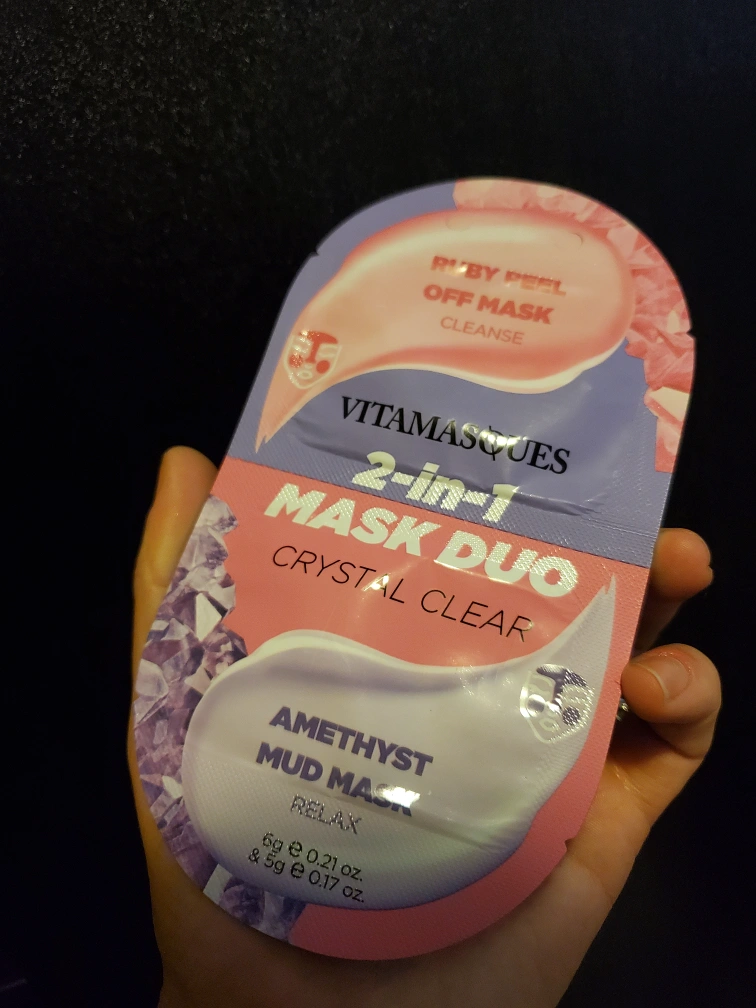 RUBY PEEL
OFF MASK
CLEANSE
VITAMASQUES
2-in-1
MASK DUO
CRYSTAL CLEAR
AMETHYST
MUD MASK
RELAX
6g e 0.21 oz.
& 5g e 0.17 oz.